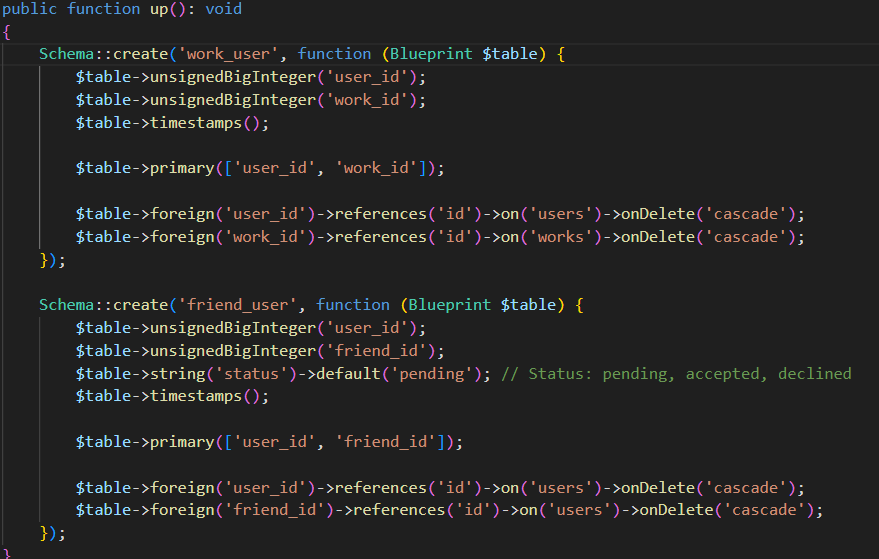 public function up(): void
{
    Schema::create('work_user', function (Blueprint $table) {
        $table->unsignedBigInteger('user_id');
        $table->unsignedBigInteger('work_id');
        $table->timestamps();

        $table->primary(['user_id', 'work_id']);

        $table->foreign('user_id')->references('id')->on('users')->onDelete('cascade');
        $table->foreign('work_id')->references('id')->on('works')->onDelete('cascade');
    });

    Schema::create('friend_user', function (Blueprint $table) {
        $table->unsignedBigInteger('user_id');
        $table->unsignedBigInteger('friend_id');
        $table->string('status')->default('pending'); // Status: pending, accepted, declined
        $table->timestamps();

        $table->primary(['user_id', 'friend_id']);

        $table->foreign('user_id')->references('id')->on('users')->onDelete('cascade');
        $table->foreign('friend_id')->references('id')->on('users')->onDelete('cascade');
    });
}